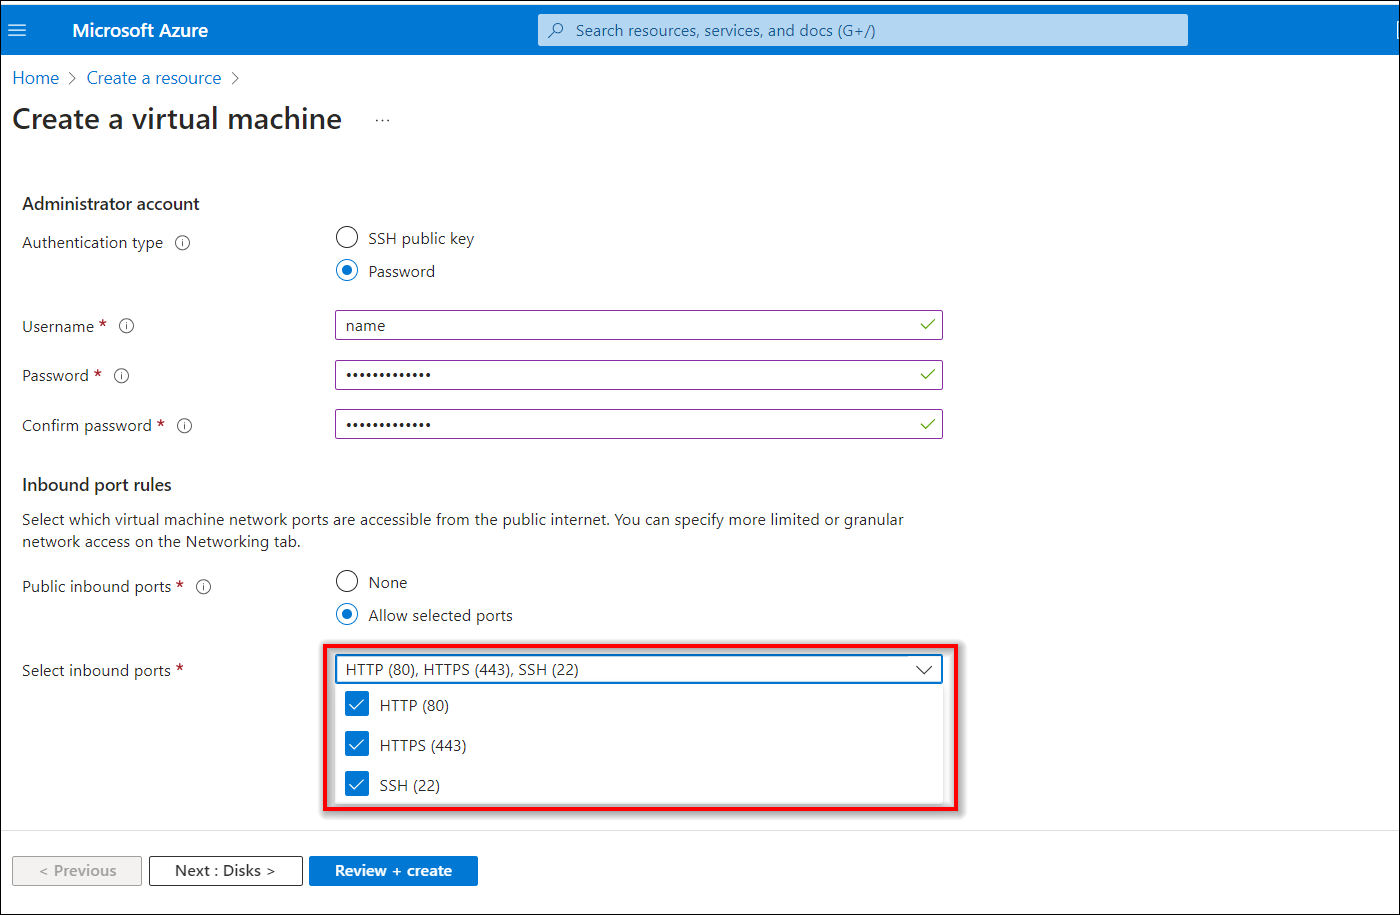 Microsoft Azure
Search resources, services, and docs (G+/)
Home > Create a resource >
Create a virtual machine ...
Administrator account
Authentication type
SSH public key
Password
Username *
name
Password *
•••••••••••••
Confirm password *
•••••••••••••
Inbound port rules
Select which virtual machine network ports are accessible from the public internet. You can specify more limited or granular
network access on the Networking tab.
Public inbound ports *
None
Allow selected ports
Select inbound ports *
HTTP (80), HTTPS (443), SSH (22)
HTTP (80)
HTTPS (443)
SSH (22)
< Previous
Next : Disks >
Review + create